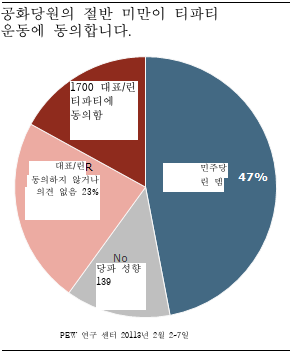 공화당원의 절반 미만이 티파티
운동에 동의합니다.
1700 대표/린
티파티에
동의함
민주당
린 뎀
47%
대표/린R
동의하지 않거나
의견 없음 23%
No
당파 성향
139
PEW 연구 센터 20113년 2월 2-7일